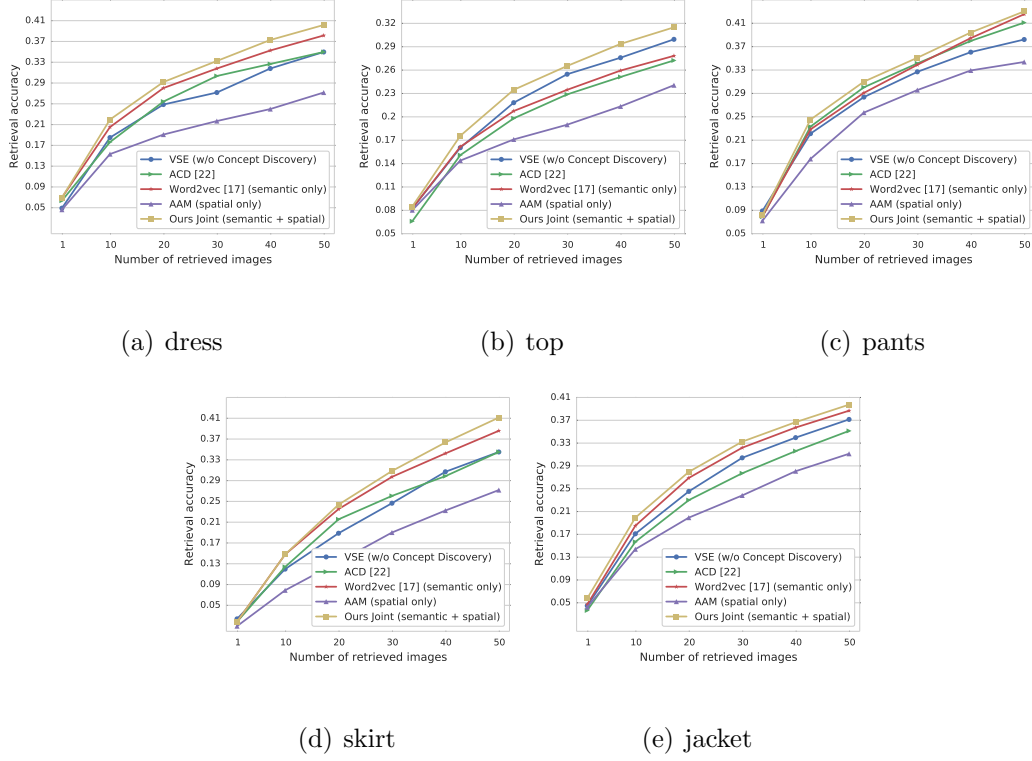 0.41
0.37
0.33
0.29
0.25
0.21
0.17
0.13
0.09
0.05
Retrieval accuracy
VSE (w/o Concept Discovery)
ACD [22]
Word2vec [17] (semantic only)
AAM (spatial only)
Ours Joint (semantic + spatial)
1 10 20 30 40 50
Number of retrieved images
(a) dress
0.32
0.29
0.26
0.23
0.2
0.17
0.14
0.11
0.08
0.05
Retrieval accuracy
VSE (w/o Concept Discovery)
ACD [22]
Word2vec [17] (semantic only)
AAM (spatial only)
Ours Joint (semantic + spatial)
1 10 20 30 40 50
Number of retrieved images
(b) top
0.41
0.37
0.33
0.29
0.25
0.21
0.17
0.13
0.09
0.05
Retrieval accuracy
VSE (w/o Concept Discovery)
ACD [22]
Word2vec [17] (semantic only)
AAM (spatial only)
Ours Joint (semantic + spatial)
1 10 20 30 40 50
Number of retrieved images
(c) pants
0.41
0.37
0.33
0.29
0.25
0.21
0.17
0.13
0.09
0.05
Retrieval accuracy
VSE (w/o Concept Discovery)
ACD [22]
Word2vec [17] (semantic only)
AAM (spatial only)
Ours Joint (semantic + spatial)
1 10 20 30 40 50
Number of retrieved images
(d) skirt
0.41
0.37
0.33
0.29
0.25
0.21
0.17
0.13
0.09
0.05
Retrieval accuracy
VSE (w/o Concept Discovery)
ACD [22]
Word2vec [17] (semantic only)
AAM (spatial only)
Ours Joint (semantic + spatial)
1 10 20 30 40 50
Number of retrieved images
(e) jacket